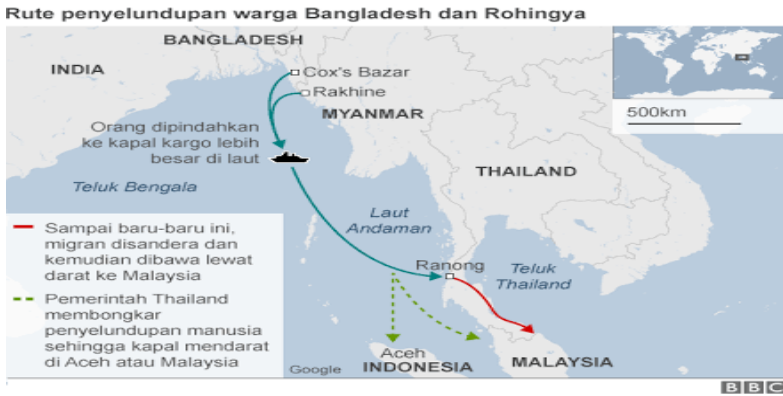 Rute penyelundupan warga Bangladesh dan Rohingya
BANGLADESH
INDIA
Cox's Bazar
Rakhine
MYANMAR
500km
Orang dipindahkan
ke kapal kargo lebih
besar di laut
THAILAND
Teluk Bengala
Laut
Andaman
Sampai baru-baru ini,
migran disandera dan
kemudian dibawa lewat
darat ke Malaysia
Ranong
Teluk
Thailand
Pemerintah Thailand
membongkar
penyelundupan manusia
sehingga kapal mendarat
di Aceh atau Malaysia
Google
Aceh
INDONESIA
MALAYSIA
BBC